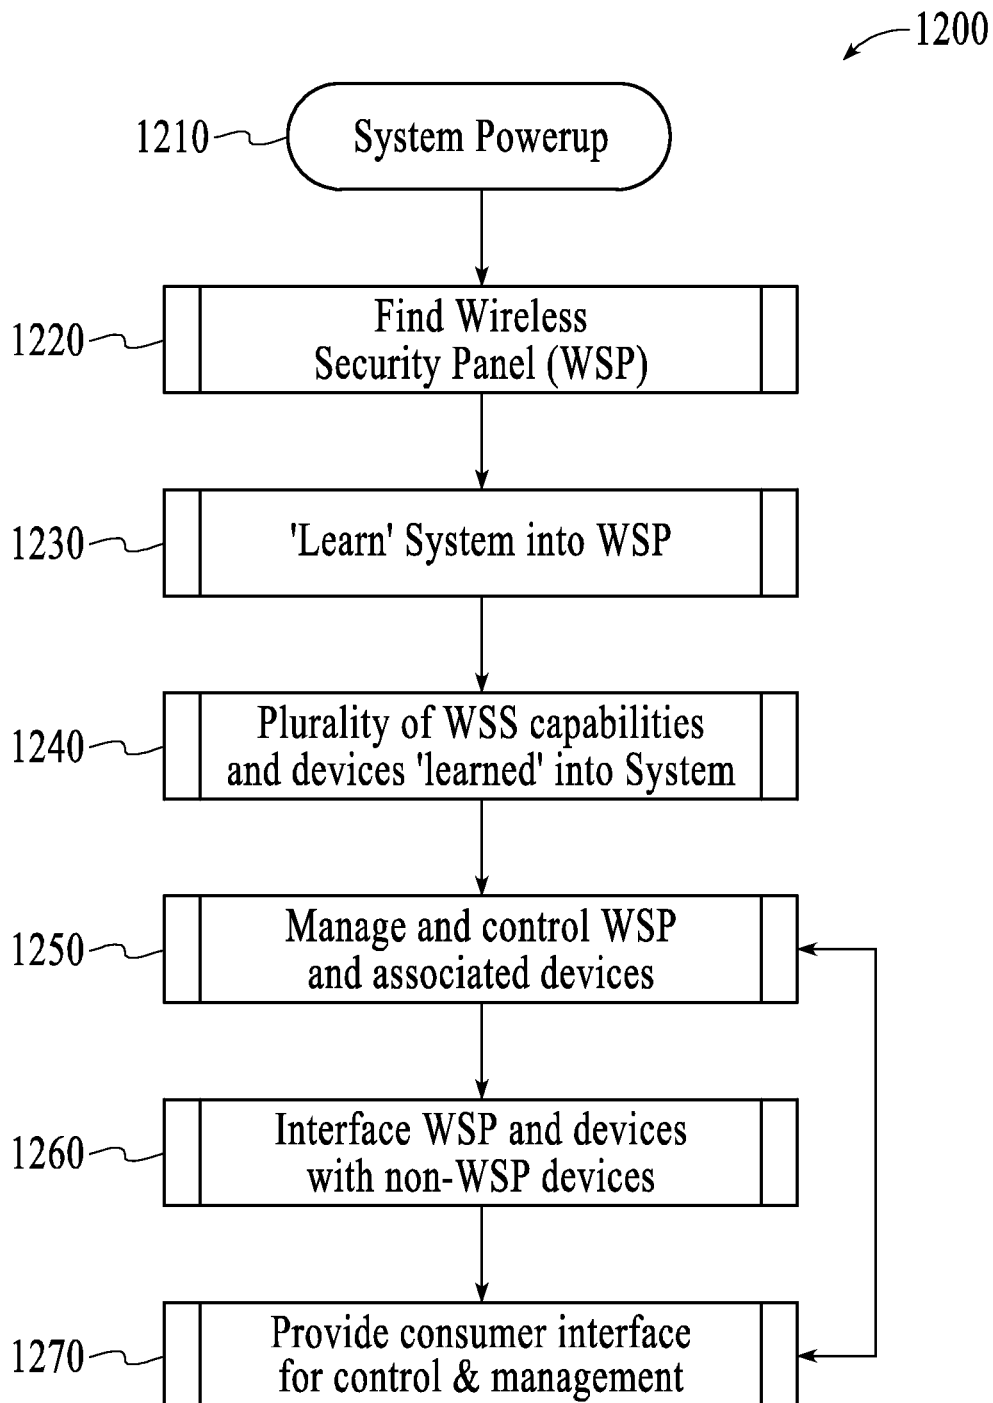 1200
1210
System Powerup
1220
Find Wireless
Security Panel (WSP)
1230
'Learn' System into WSP
1240
Plurality of WSS capabilities
and devices 'learned' into System
1250
Manage and control WSP
and associated devices
1260
Interface WSP and devices
with non-WSP devices
1270
Provide consumer interface
for control & management